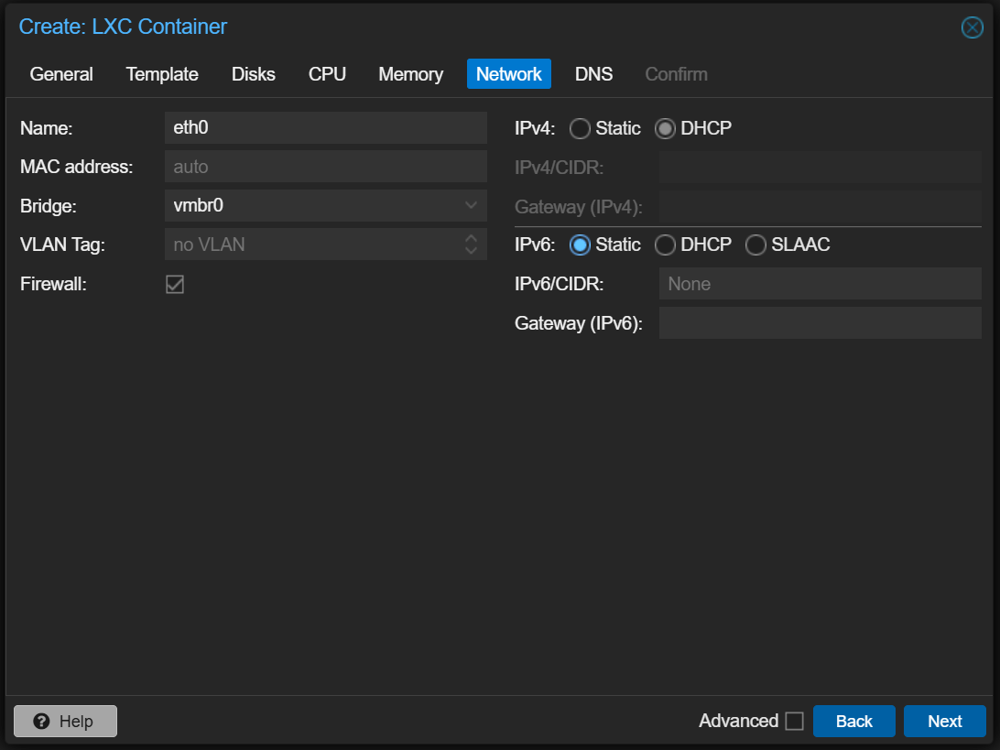 Create: LXC Container
General Template Disks CPU Memory Network DNS Confirm
Name: eth0
MAC address: auto
Bridge: vmbr0
VLAN Tag: no VLAN
Firewall:
IPv4: Static DHCP
IPv4/CIDR:
Gateway (IPv4):
IPv6: Static DHCP SLAAC
IPv6/CIDR: None
Gateway (IPv6):
? Help
Advanced Back Next